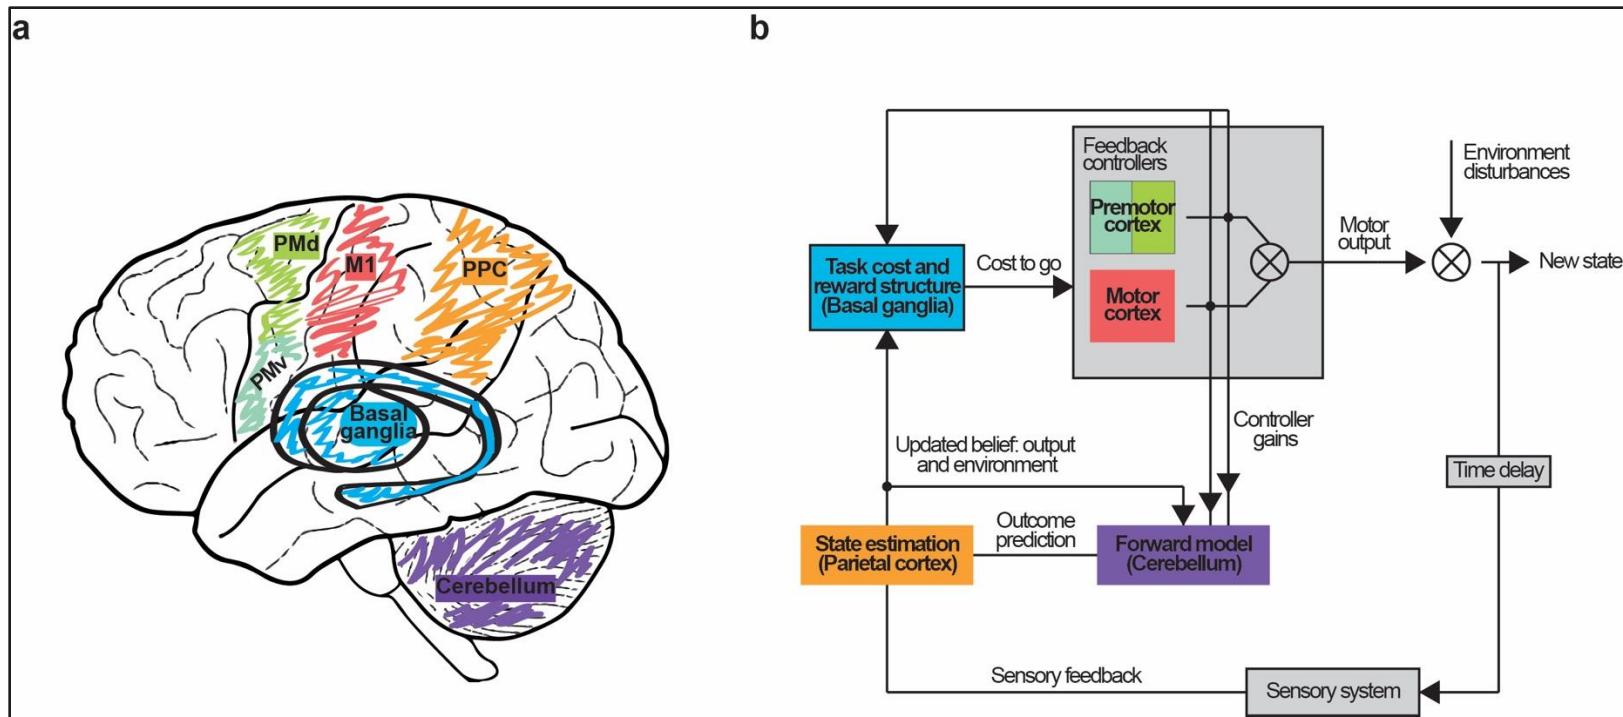 a
PMd
M1
PPC
PMv
Basal
ganglia
Cerebellum
b
Feedback
controllers
Premotor
cortex
Motor
cortex
Environment
disturbances
Motor
output
New state
Task cost and
reward structure
(Basal ganglia)
Cost to go
Controller
gains
Updated belief: output
and environment
Time delay
State estimation
(Parietal cortex)
Outcome
prediction
Forward model
(Cerebellum)
Sensory feedback
Sensory system